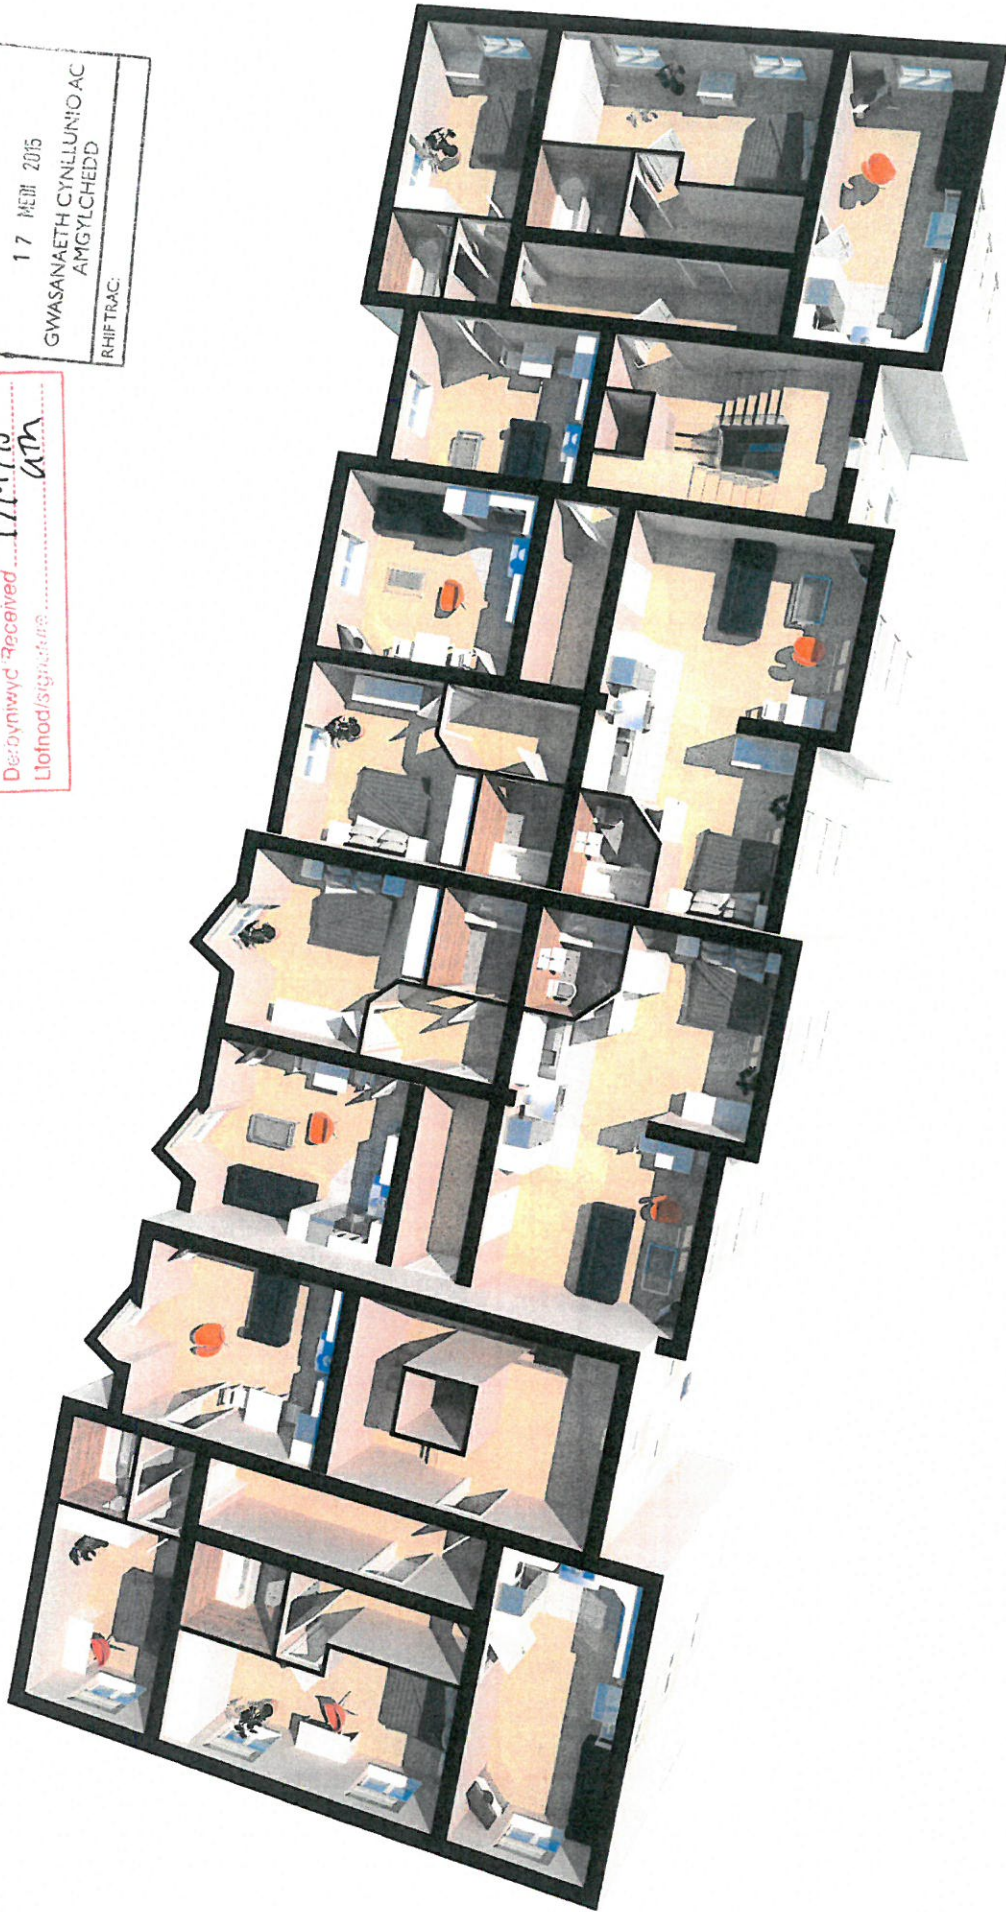 17 MEDI 2015
GWASANAETH CYNLLUNIO AC
AMGYLCHEDD
RHIF TRAC:
Derbyniwyd/Received
Llofnod/signature